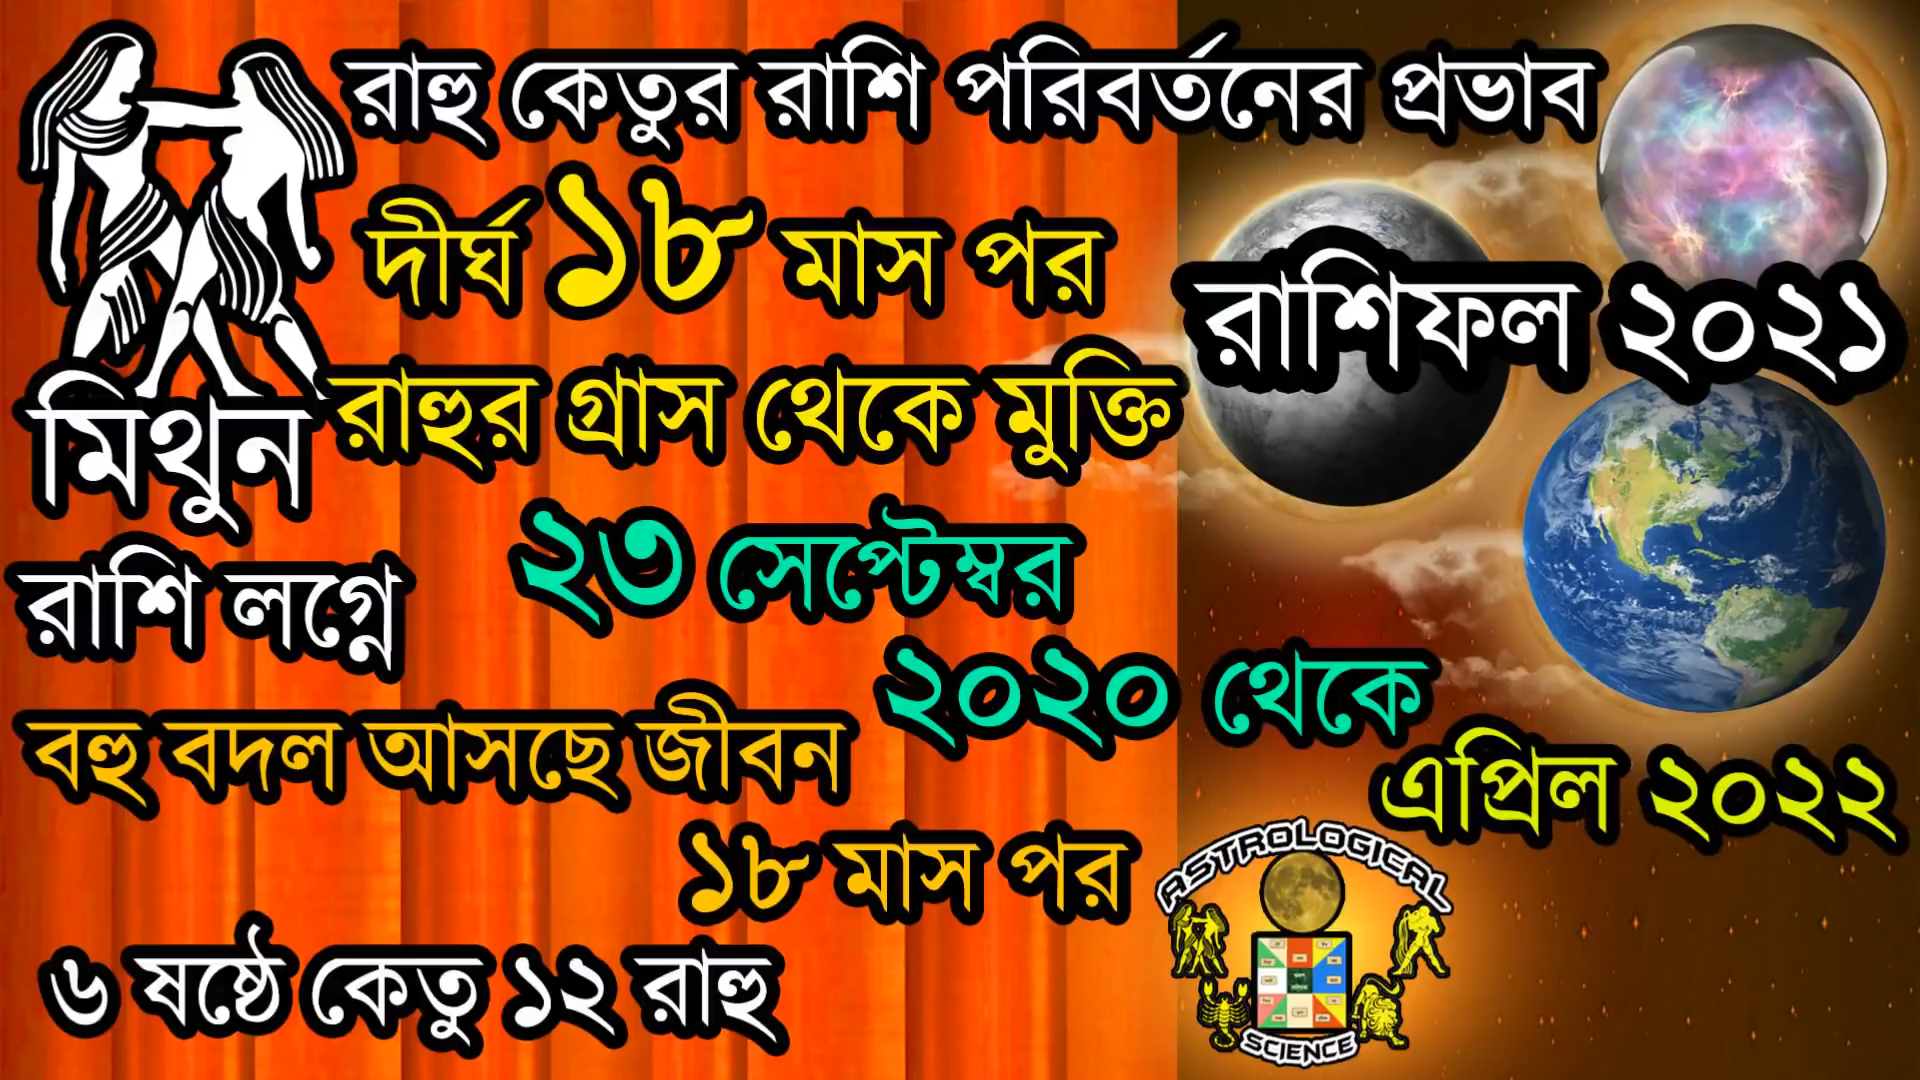 রাহু কেতুর রাশি পরিবর্তনের প্রভাব
দীর্ঘ ১৮ মাস পর
রাশিফল ২০২১
রাহুর গ্রাস থেকে মুক্তি
মিথুন
রাশি লগ্নে
২৩ সেপ্টেম্বর
২০২০ থেকে
এপ্রিল ২০২২
বহু বদল আসছে জীবন
১৮ মাস পর
৬ ষষ্ঠে কেতু ১২ রাহু
ASTROLOGICAL
SCIENCE